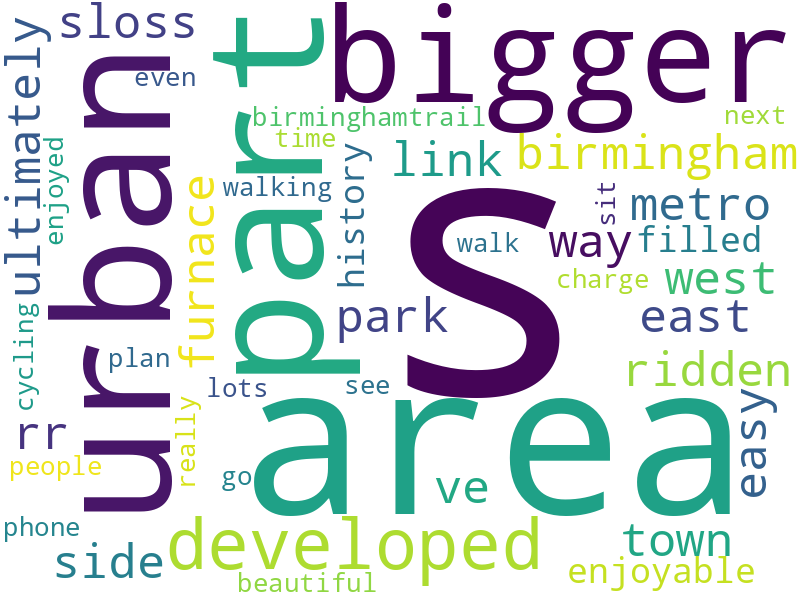 sloss
bigger
urban
part
ultimately
even
birminghamtrail
next
time
enjoyed
link
birmingham
walking
history
furnace
S
sit
metro
walk
way
filled
charge
west
park
east
cycling
plan
lots
see
ridden
area
easy
rr
really
people
go
ve
phone
side
developed
town
beautiful
enjoyable